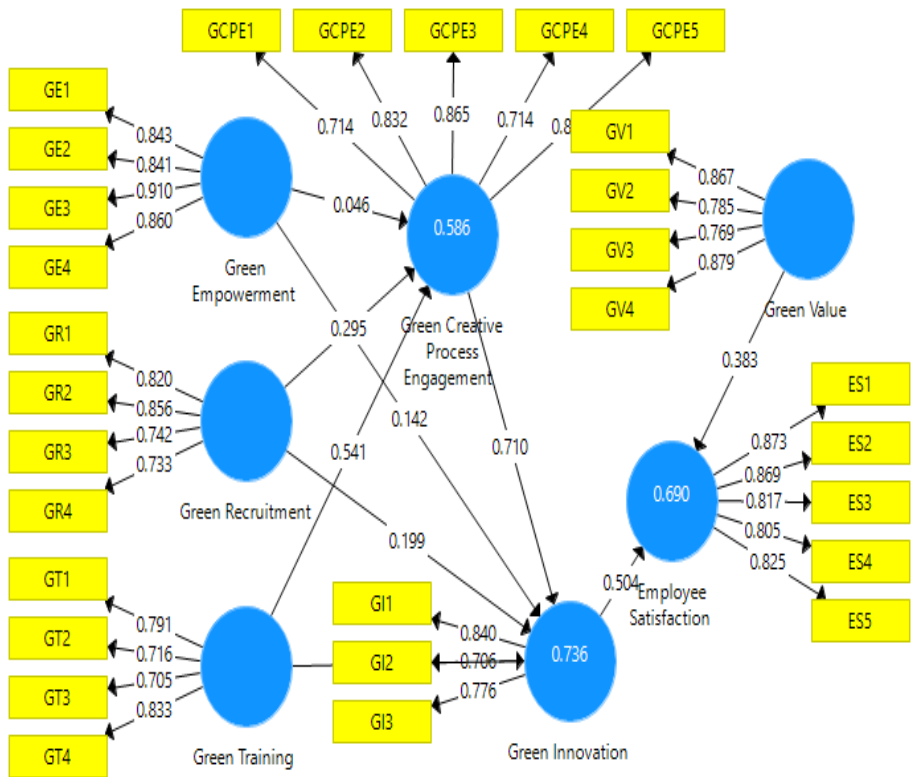 GCPE1
GCPE2
GCPE3
GCPE4
GCPE5
0.714
0.832
0.865
0.714
GE1
GE2
GE3
GE4
0.843
0.841
0.910
0.860
Green
Empowerment
0.046
0.586
Green Creative
Process
Engagement
GV1
GV2
GV3
GV4
0.867
0.785
0.769
0.879
Green Value
0.383
GR1
GR2
GR3
GR4
0.820
0.856
0.742
0.733
Green Recruitment
0.295
0.142
0.541
0.710
0.199
ES1
ES2
ES3
ES4
ES5
0.873
0.869
0.817
0.805
0.825
0.690
Employee
Satisfaction
0.504
GT1
GT2
GT3
GT4
0.791
0.716
0.705
0.833
Green Training
GI1
GI2
GI3
0.840
0.706
0.776
0.736
Green Innovation